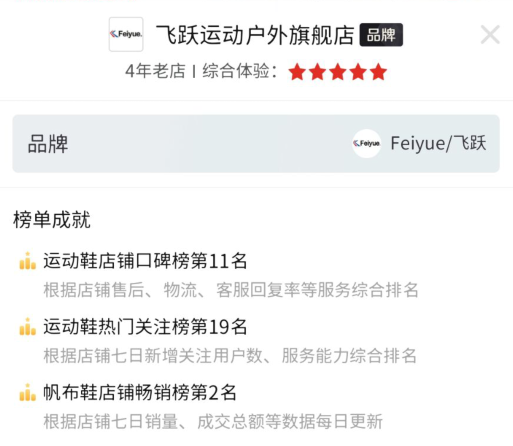 Feiyue. 飞跃运动户外旗舰店 品牌
4年老店 | 综合体验：
品牌 Feiyue. Feiyue/飞跃
榜单成就
运动鞋店铺口碑榜第11名
根据店铺售后、物流、客服回复率等服务综合排名
运动鞋热门关注榜第19名
根据店铺七日新增关注用户数、服务能力综合排名
帆布鞋店铺畅销榜第2名
根据店铺七日销量、成交总额等数据每日更新